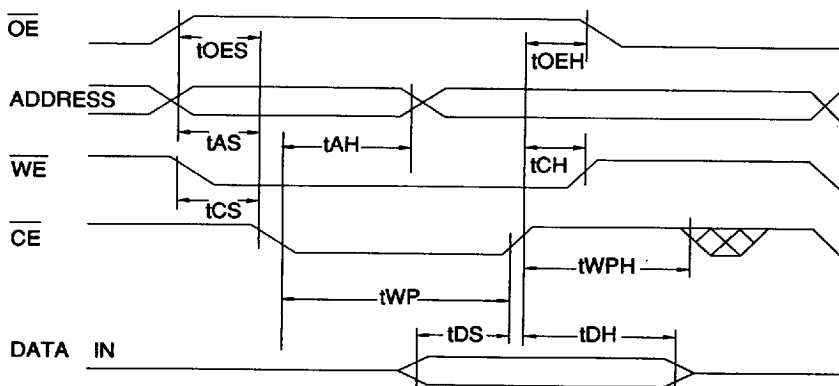 OE
tOES
tOEH
ADDRESS
tAS
tAH
WE
tCH
tCS
CE
tWPH
tWP
tDS
tDH
DATA IN